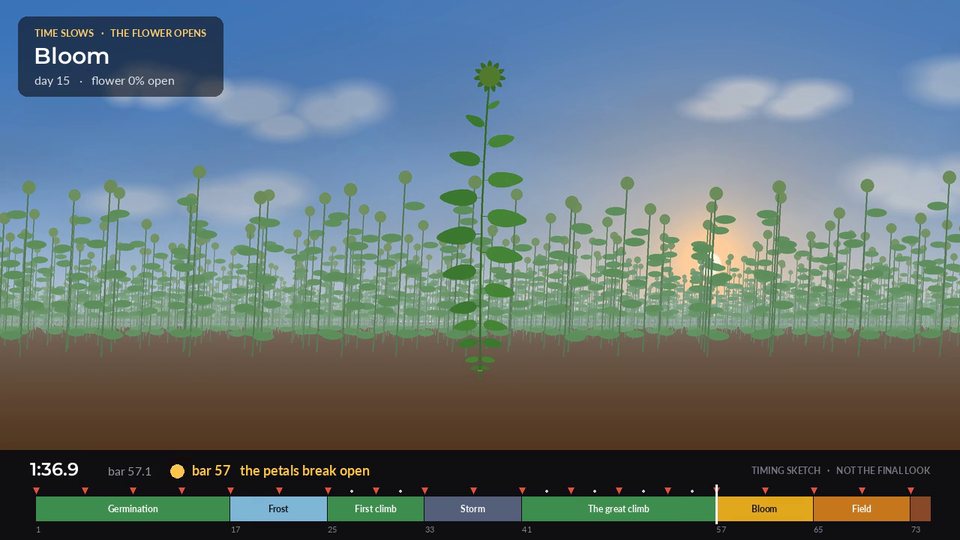 TIME SLOWS · THE FLOWER OPENS
Bloom
day 15 · flower 0% open
1:36.9 bar 57.1 bar 57 the petals break open TIMING SKETCH · NOT THE FINAL LOOK
Germination Frost First climb Storm The great climb Bloom Field
1 17 25 33 41 57 65 73